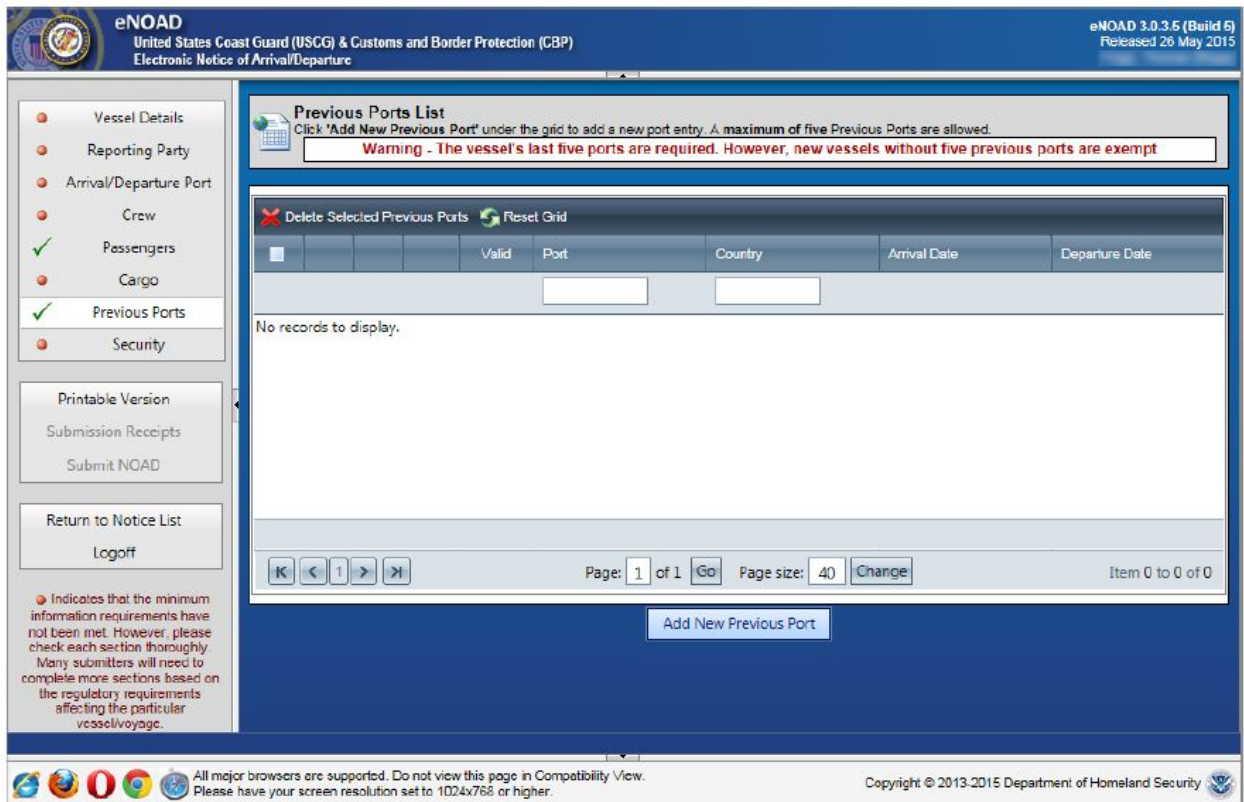 eNOAD
United States Coast Guard (USCG) & Customs and Border Protection (CBP)
Electronic Notice of Arrival/Departure
eNOAD 3.0.3.5 (Build 6)
Released 26 May 2015
Vessel Details
Reporting Party
Arrival/Departure Port
Crew
Passengers
Cargo
Previous Ports
Security
Printable Version
Submission Receipts
Submit NOAD
Return to Notice List
Logoff
Indicates that the minimum
information requirements have
not been met. However, please
check each section thoroughly.
Many submitters will need to
complete more sections based on
the regulatory requirements
affecting the particular
vessel/voyage.
Previous Ports List
Click 'Add New Previous Port' under the grid to add a new port entry. A maximum of five Previous Ports are allowed.
Warning - The vessel's last five ports are required. However, new vessels without five previous ports are exempt
Delete Selected Previous Ports Reset Grid
Valid Port Country Arrival Date Departure Date
No records to display.
1 Page: 1 of 1 Go Page size: 40 Change Item 0 to 0 of 0
Add New Previous Port
All major browsers are supported. Do not view this page in Compatibility View.
Please have your screen resolution set to 1024x768 or higher.
Copyright © 2013-2015 Department of Homeland Security